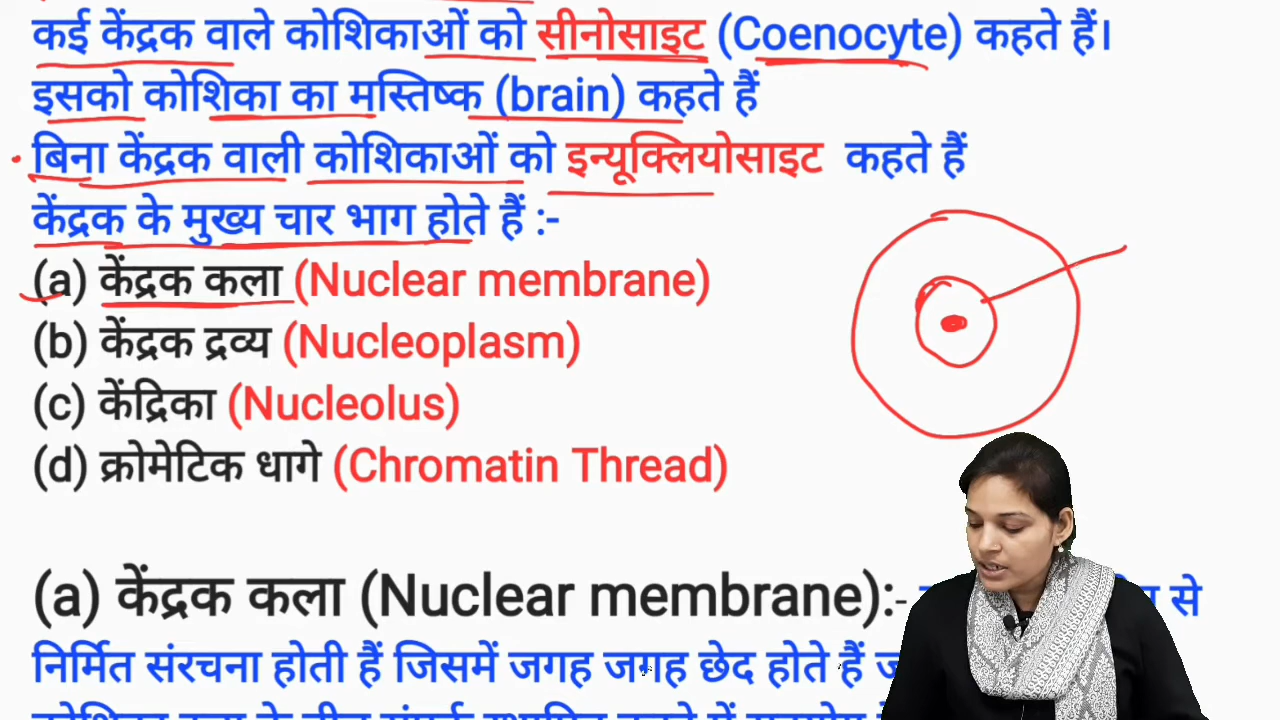 कई केंद्रक वाले कोशिकाओं को सीनोसाइट (Coenocyte) कहते हैं।
इसको कोशिका का मस्तिष्क (brain) कहते हैं
बिना केंद्रक वाली कोशिकाओं को इन्यूक्लियोसाइट कहते हैं
केंद्रक के मुख्य चार भाग होते हैं :-
(a) केंद्रक कला (Nuclear membrane)
(b) केंद्रक द्रव्य (Nucleoplasm)
(c) केंद्रिका (Nucleolus)
(d) क्रोमेटिक धागे (Chromatin Thread)
(a) केंद्रक कला (Nuclear membrane):- से
निर्मित संरचना होती हैं जिसमें जगह जगह छेद होते हैं